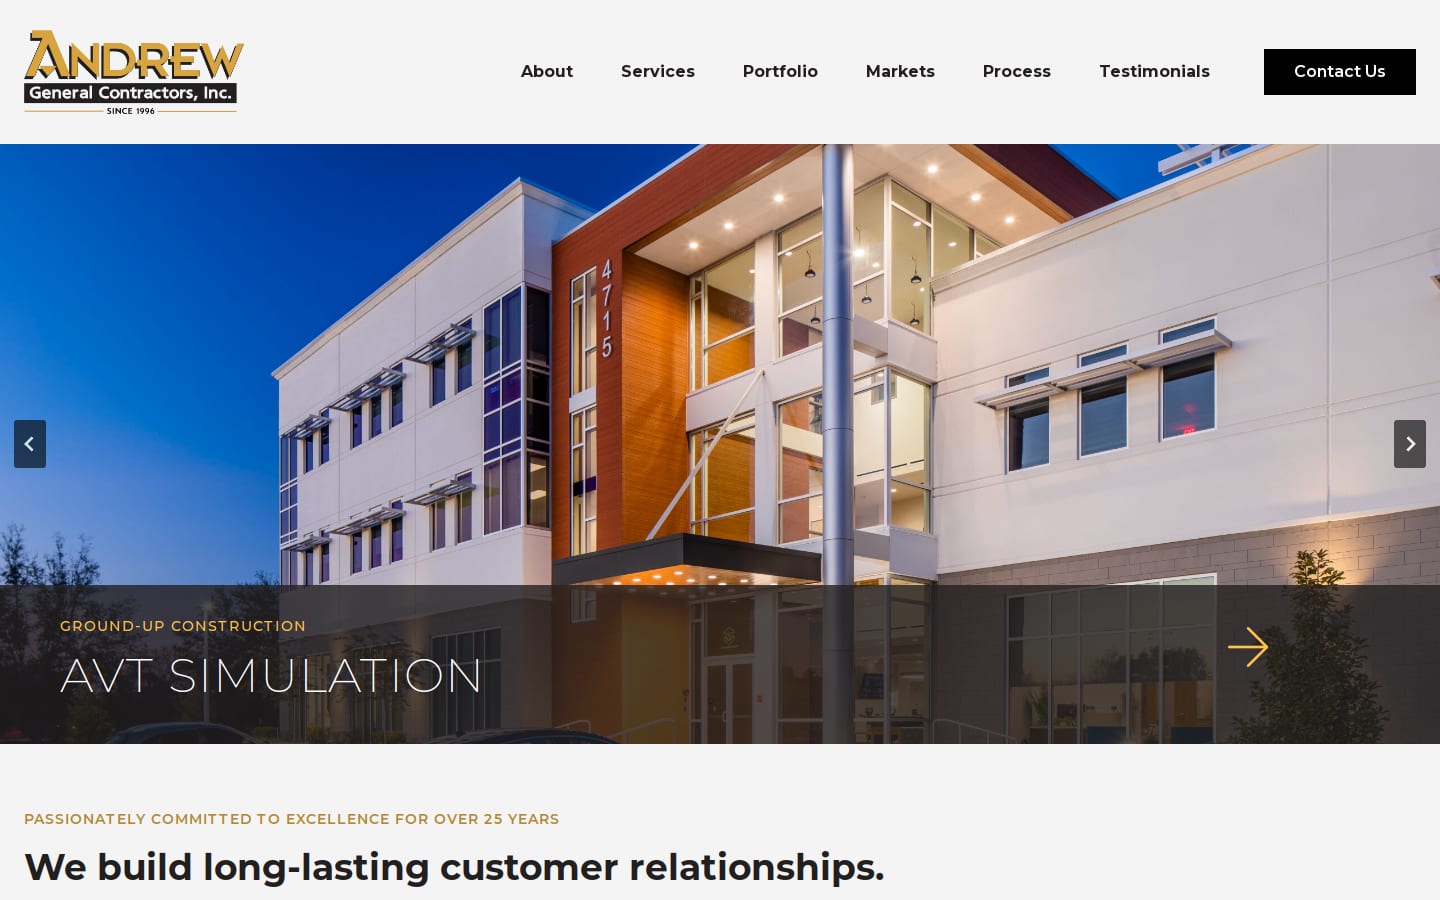 ANDREW
General Contractors, Inc.
SINCE 1996
About
Services
Portfolio
Markets
Process
Testimonials
Contact Us
4715
GROUND-UP CONSTRUCTION
AVT SIMULATION
PASSIONATELY COMMITTED TO EXCELLENCE FOR OVER 25 YEARS
We build long-lasting customer relationships.